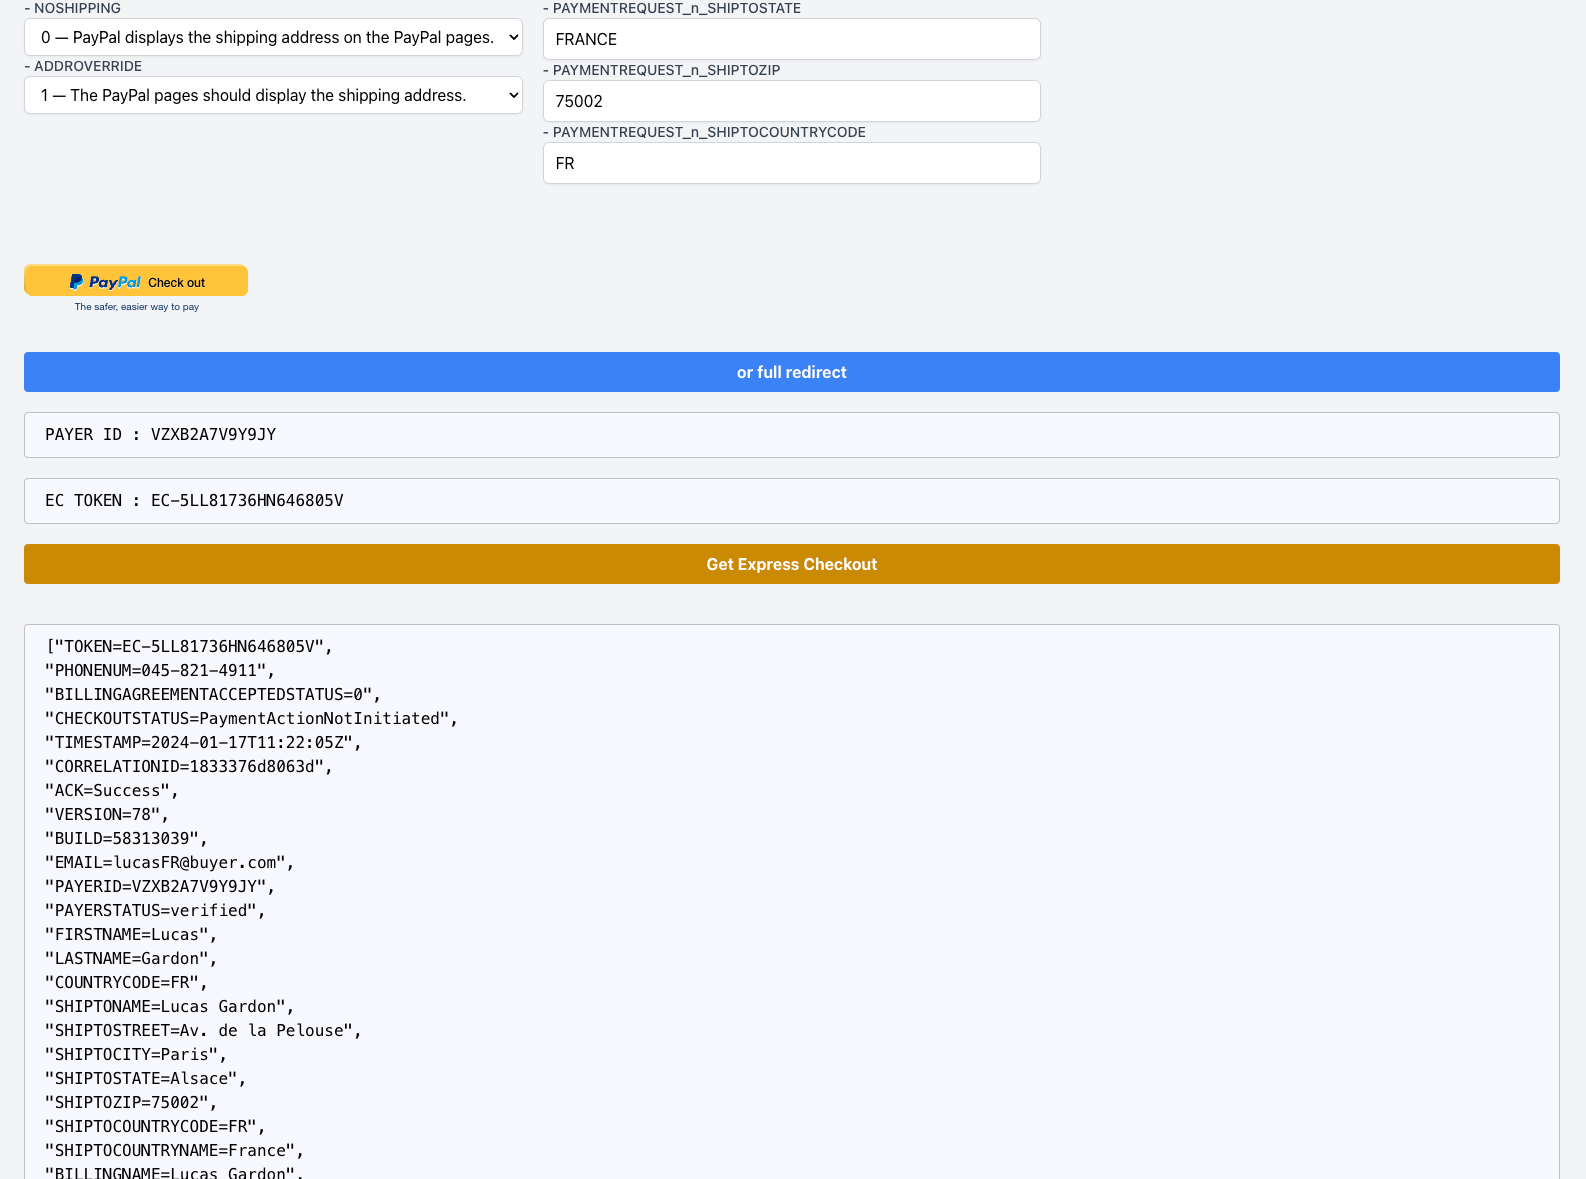 - NOSHIPPING
0 — PayPal displays the shipping address on the PayPal pages.
- ADDROVERRIDE
1 — The PayPal pages should display the shipping address.
- PAYMENTREQUEST_n_SHIPTOSTATE
FRANCE
- PAYMENTREQUEST_n_SHIPTOZIP
75002
- PAYMENTREQUEST_n_SHIPTOCOUNTRYCODE
FR
PayPal Check out
The safer, easier way to pay
or full redirect
PAYER ID : VZXB2A7V9Y9JY
EC TOKEN : EC-5LL81736HN646805V
Get Express Checkout
["TOKEN=EC-5LL81736HN646805V",
"PHONENUM=045-821-4911",
"BILLINGAGREEMENTACCEPTEDSTATUS=0",
"CHECKOUTSTATUS=PaymentActionNotInitiated",
"TIMESTAMP=2024-01-17T11:22:05Z",
"CORRELATIONID=1833376d8063d",
"ACK=Success",
"VERSION=78",
"BUILD=58313039",
"EMAIL=lucasFR@buyer.com",
"PAYERID=VZXB2A7V9Y9JY",
"PAYERSTATUS=verified",
"FIRSTNAME=Lucas",
"LASTNAME=Gardon",
"COUNTRYCODE=FR",
"SHIPTONAME=Lucas Gardon",
"SHIPTOSTREET=Av. de la Pelouse",
"SHIPTOCITY=Paris",
"SHIPTOSTATE=Alsace",
"SHIPTOZIP=75002",
"SHIPTOCOUNTRYCODE=FR",
"SHIPTOCOUNTRYNAME=France",
"BILLINGNAME=Lucas Gardon",